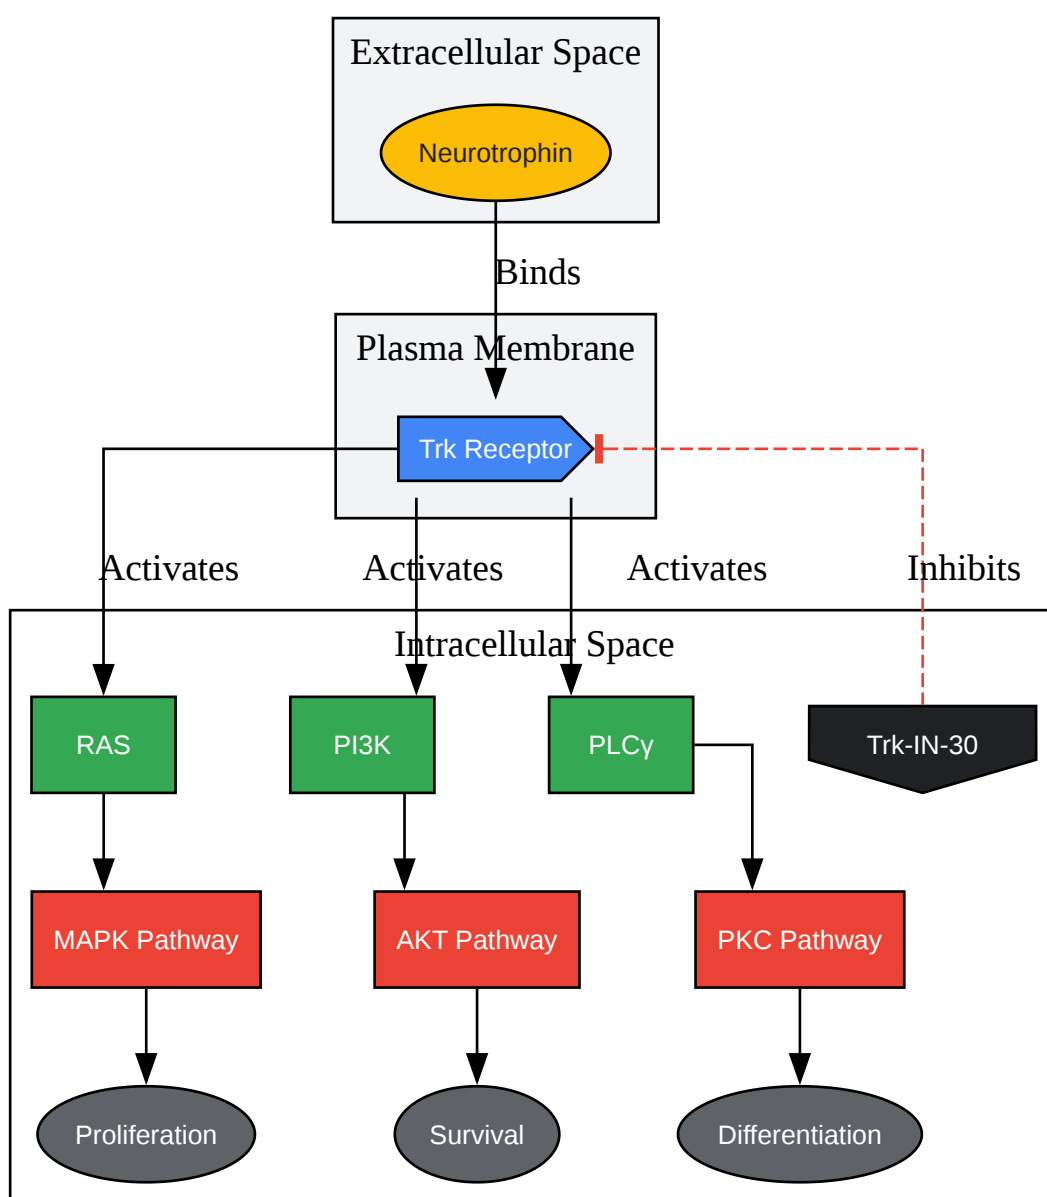 Extracellular Space
Neurotrophin
Binds
Plasma Membrane
Trk Receptor
Activates
Activates
Activates
Inhibits
Intracellular Space
RAS
PI3K
PLCγ
Trk-IN-30
MAPK Pathway
AKT Pathway
PKC Pathway
Proliferation
Survival
Differentiation